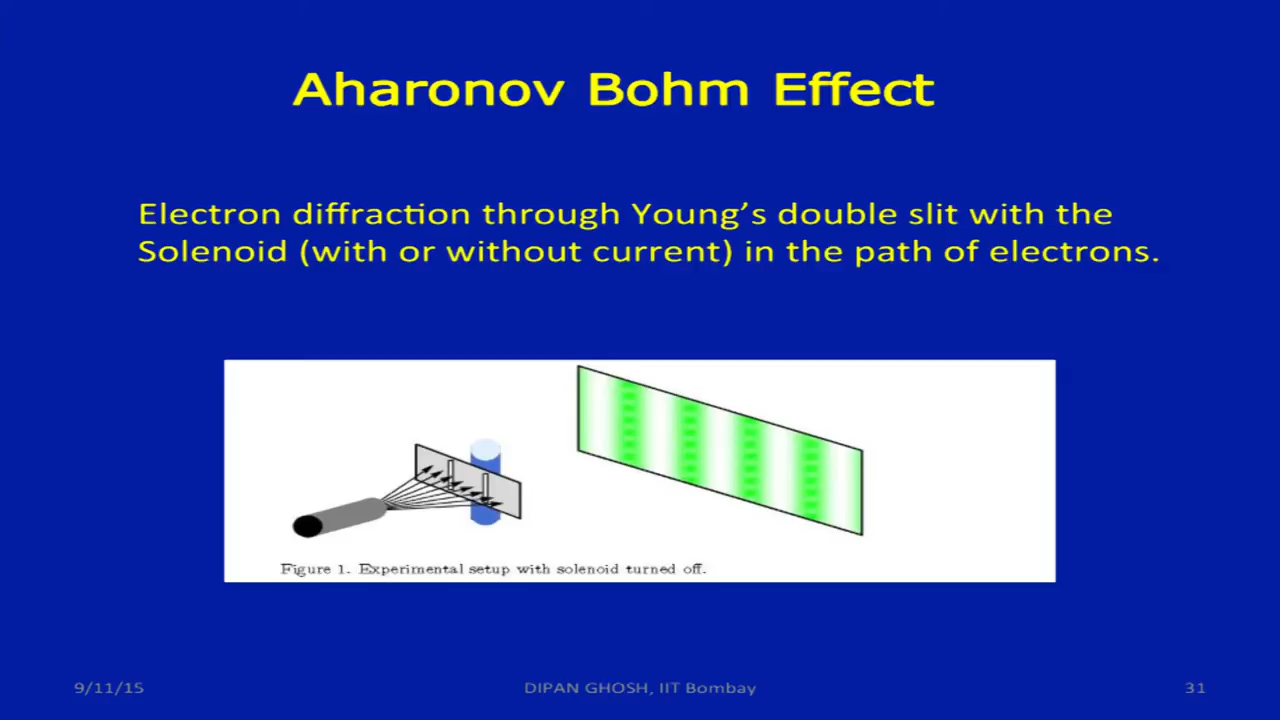 Aharonov Bohm Effect
Electron diffraction through Young’s double slit with the
Solenoid (with or without current) in the path of electrons.
Figure 1. Experimental setup with solenoid turned off.
9/11/15
DIPAN GHOSH, IIT Bombay
31